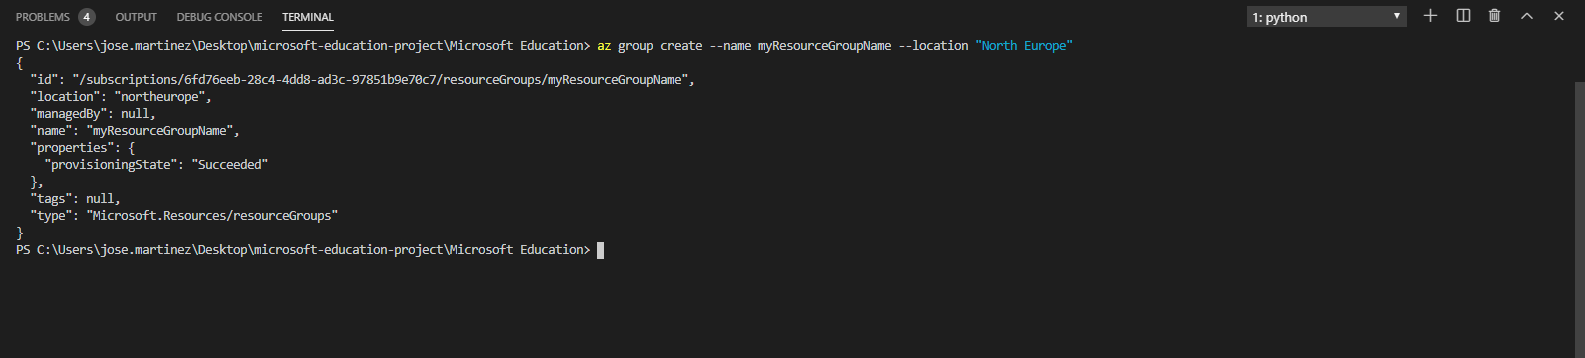 PROBLEMS 4 OUTPUT DEBUG CONSOLE TERMINAL 1: python
PS C:\Users\jose.martinez\Desktop\microsoft-education-project\Microsoft Education> az group create --name myResourceGroupName --location "North Europe"
{
  "id": "/subscriptions/6fd76eeb-28c4-4dd8-ad3c-97851b9e70c7/resourceGroups/myResourceGroupName",
  "location": "northeurope",
  "managedBy": null,
  "name": "myResourceGroupName",
  "properties": {
    "provisioningState": "Succeeded"
  },
  "tags": null,
  "type": "Microsoft.Resources/resourceGroups"
}
PS C:\Users\jose.martinez\Desktop\microsoft-education-project\Microsoft Education>